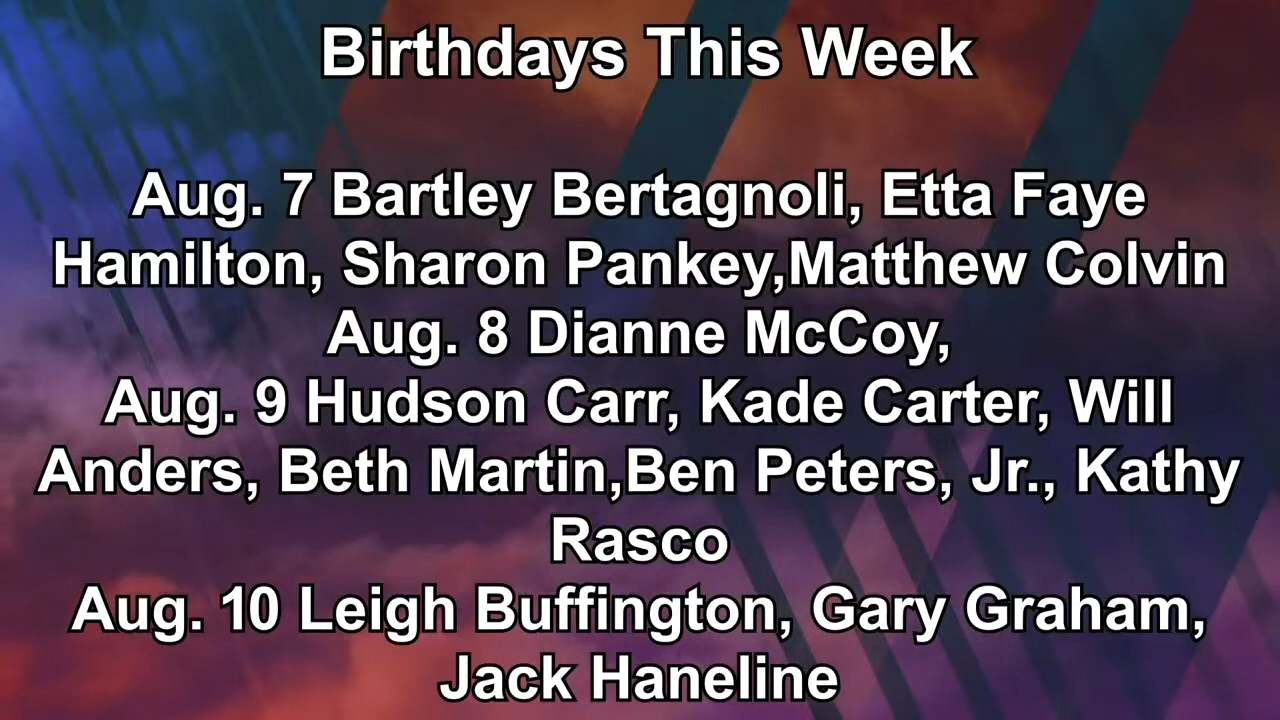 Birthdays This Week
Aug. 7 Bartley Bertagnoli, Etta Faye
Hamilton, Sharon Pankey,Matthew Colvin
Aug. 8 Dianne McCoy,
Aug. 9 Hudson Carr, Kade Carter, Will
Anders, Beth Martin,Ben Peters, Jr., Kathy
Rasco
Aug. 10 Leigh Buffington, Gary Graham,
Jack Haneline